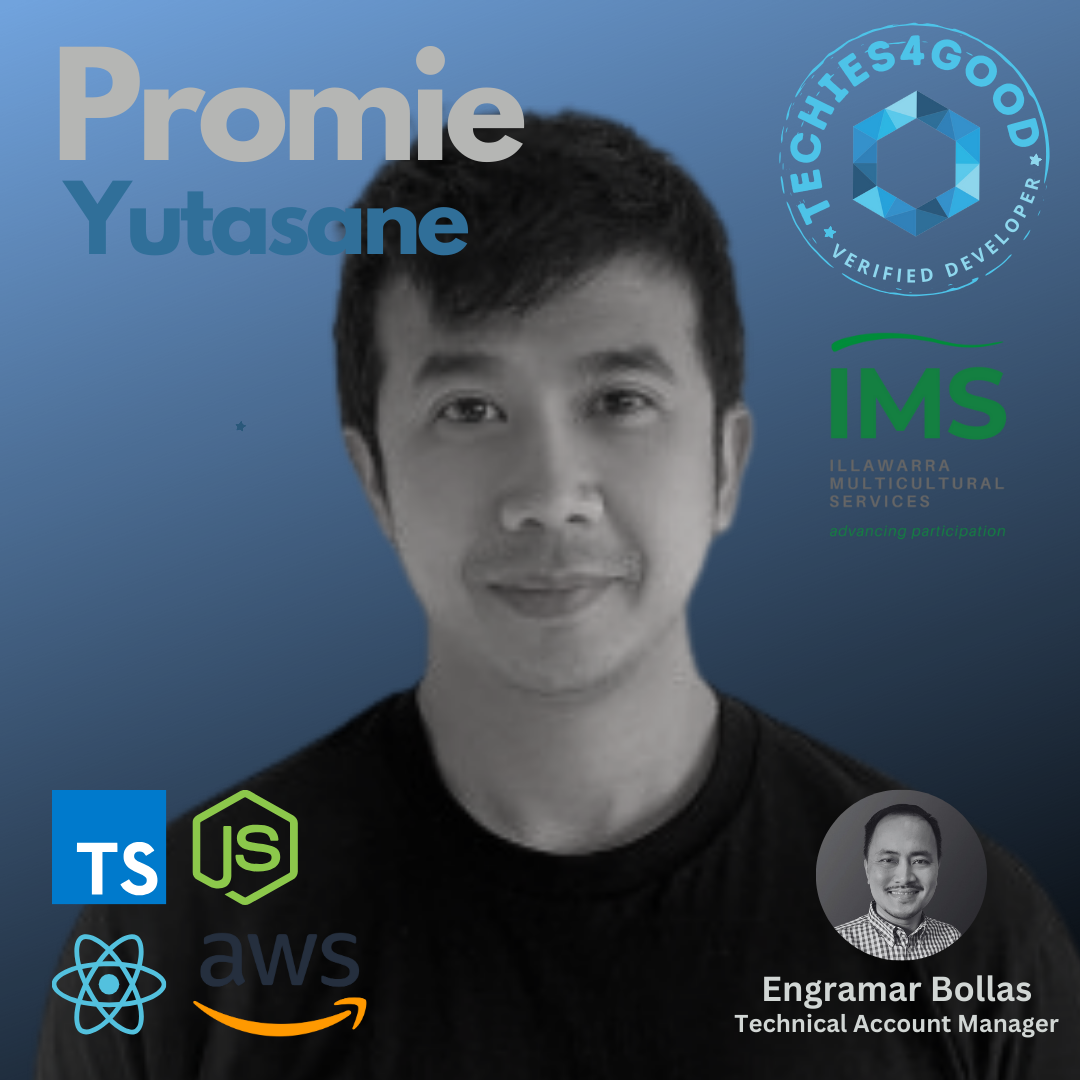 Promie
Yutasane
TECHIES4GOOD
VERIFIED DEVELOPER
IMS
ILLAWARRA
MULTICULTURAL
SERVICES
advancing participation
TS
JS
aws
Engramar Bollas
Technical Account Manager